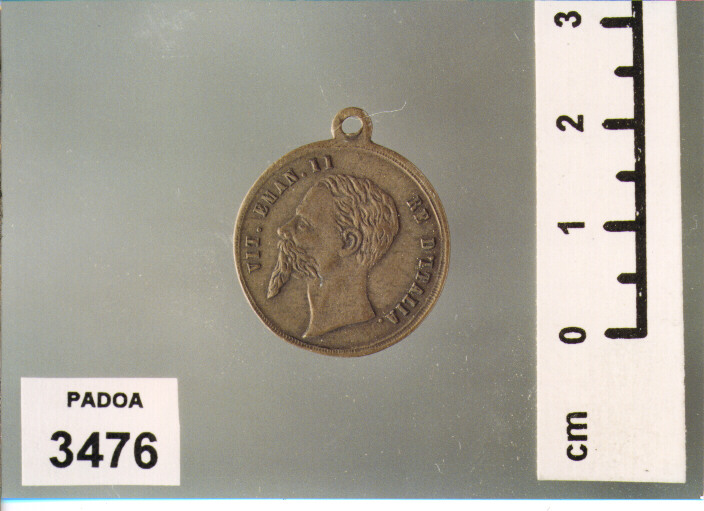 VIT. EMAN. II RE D'ITALIA.
PADOA
3476
3
2
1
0
cm